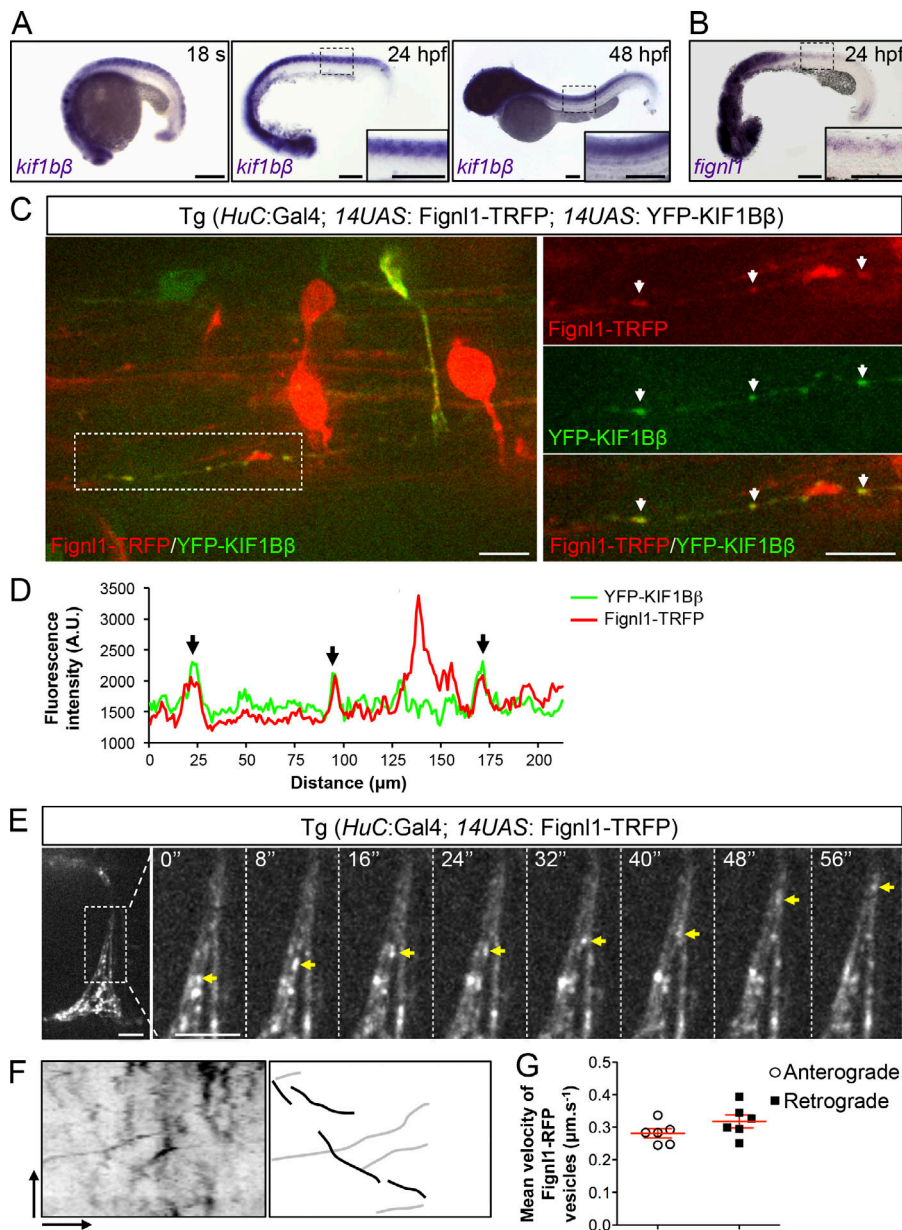 A
B
18 s
24 hpf
48 hpf
24 hpf
kif1bβ
kif1bβ
kif1bβ
fignl1
C
Tg (HuC:Gal4; 14UAS: Fignl1-TRFP; 14UAS: YFP-KIF1Bβ)
Fignl1-TRFP
YFP-KIF1Bβ
Fignl1-TRFP/YFP-KIF1Bβ
Fignl1-TRFP/YFP-KIF1Bβ
D
Fluorescence
intensity (A.U.)
3500
3000
2500
2000
1500
1000
YFP-KIF1Bβ
Fignl1-TRFP
0 25 50 75 100 125 150 175 200
Distance (µm)
E
Tg (HuC:Gal4; 14UAS: Fignl1-TRFP)
0’’ 8’’ 16’’ 24’’ 32’’ 40’’ 48’’ 56’’
F
G
Mean velocity of
Fignl1-RFP
vesicles (µm.s⁻¹)
0.5
0.4
0.3
0.2
0.1
0.0
Anterograde
Retrograde